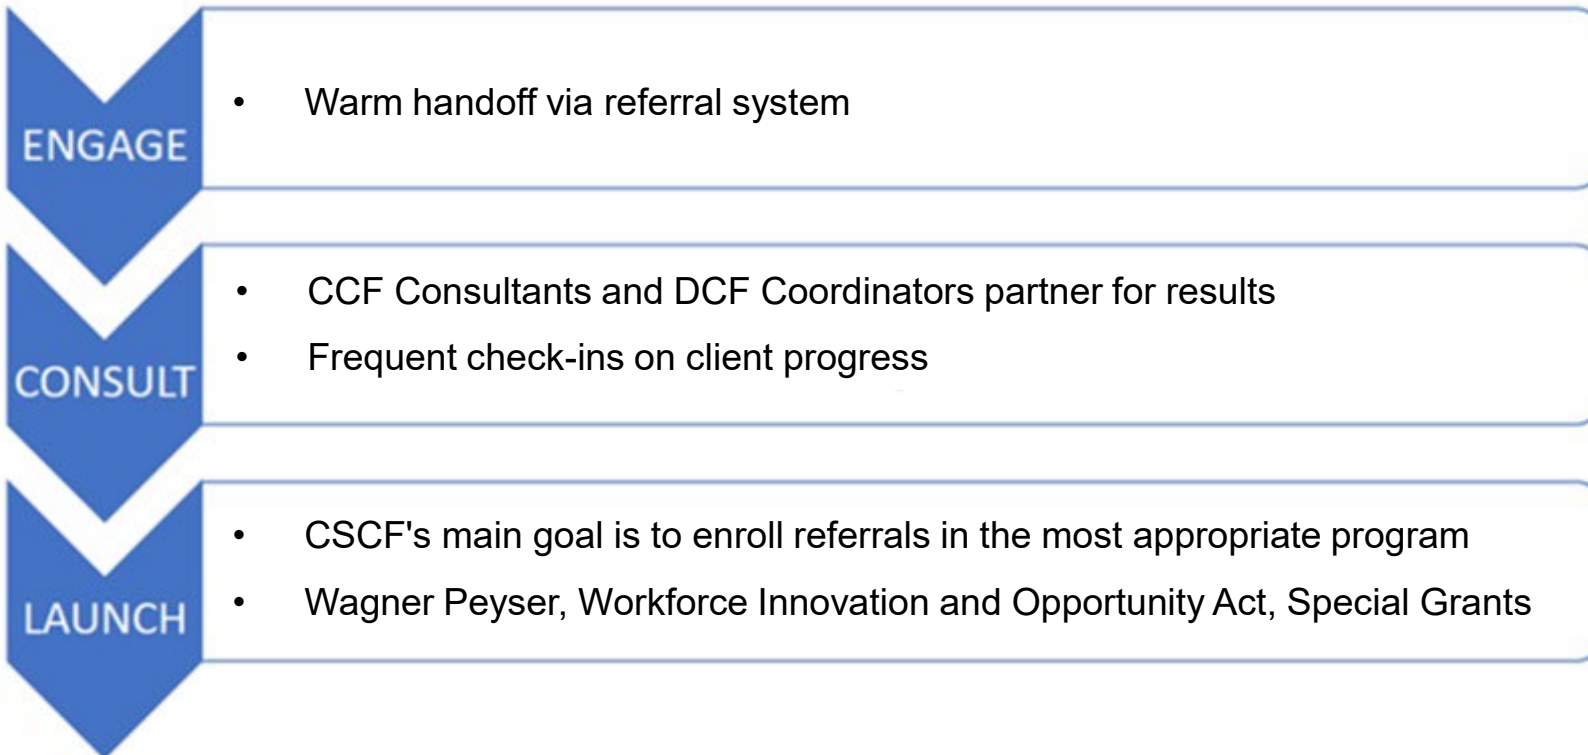 ENGAGE
• Warm handoff via referral system
CONSULT
• CCF Consultants and DCF Coordinators partner for results
• Frequent check-ins on client progress
LAUNCH
• CSCF's main goal is to enroll referrals in the most appropriate program
• Wagner Peyser, Workforce Innovation and Opportunity Act, Special Grants